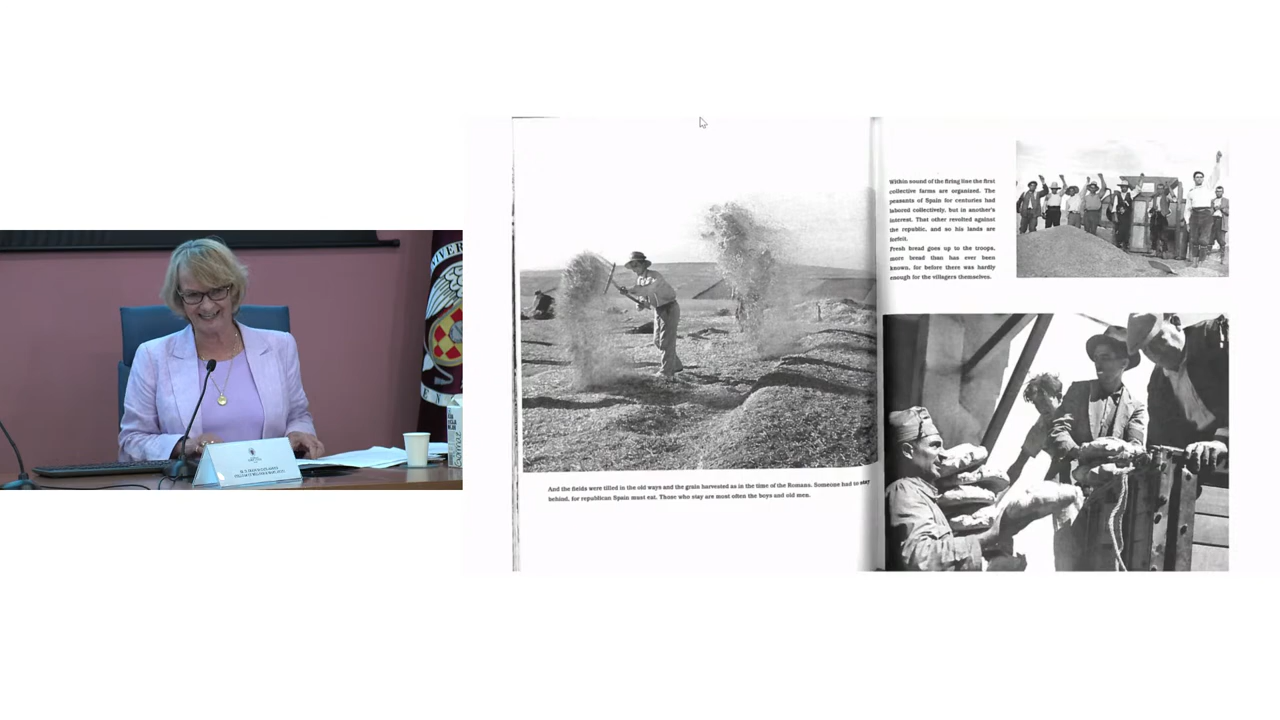 And the fields were tilled in the old ways and the grain harvested as in the time of the Romans. Someone had to stay
behind, for republican Spain must eat. Those who stay are most often the boys and old men.
Within sound of the firing line the first
collective farms are organized. The
peasants of Spain for centuries had
labored collectively, but in another's
interest. That other revolted against
the republic, and so his lands are
forfeit.
Fresh bread goes up to the troops,
more bread than has ever been
known, for before there was hardly
enough for the villagers themselves.